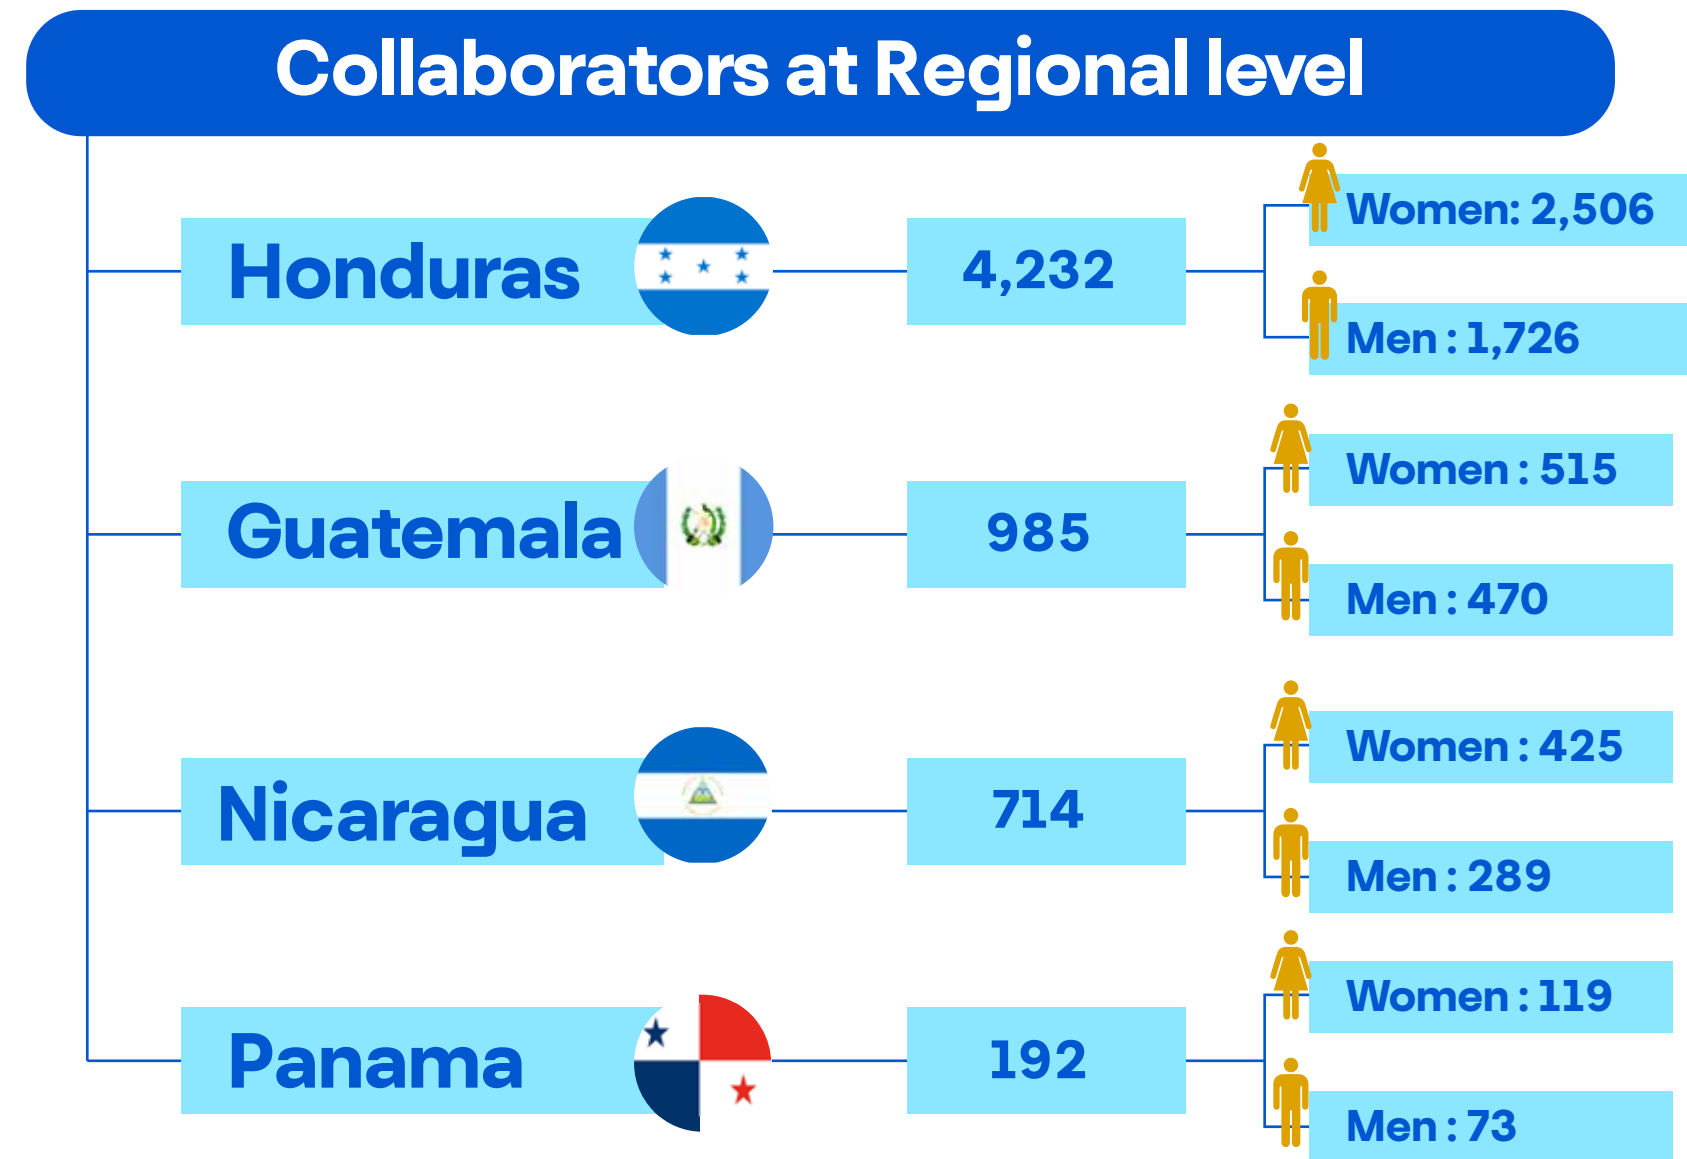 Collaborators at Regional level
Honduras
4,232
Women: 2,506
Men : 1,726
Guatemala
985
Women : 515
Men : 470
Nicaragua
714
Women : 425
Men : 289
Panama
192
Women : 119
Men : 73